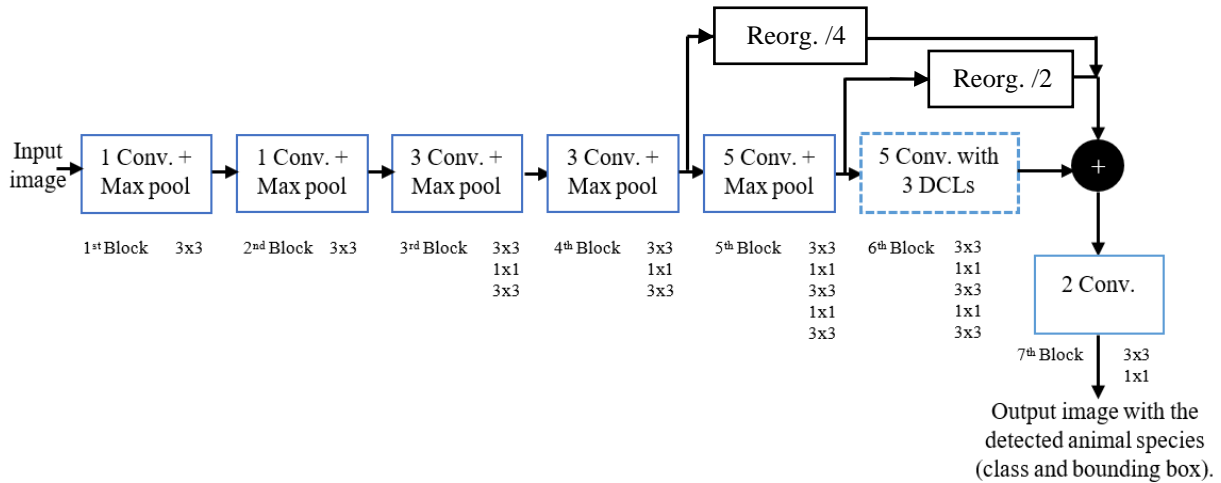 Reorg. /4
Reorg. /2
Input
image
1 Conv. +
Max pool
1 Conv. +
Max pool
3 Conv. +
Max pool
3 Conv. +
Max pool
5 Conv. +
Max pool
5 Conv. with
3 DCLs
+
1st Block 3x3
2nd Block 3x3
3rd Block 3x3
1x1
3x3
4th Block 3x3
1x1
3x3
5th Block 3x3
1x1
3x3
1x1
3x3
6th Block 3x3
1x1
3x3
1x1
3x3
2 Conv.
7th Block 3x3
1x1
Output image with the
detected animal species
(class and bounding box).